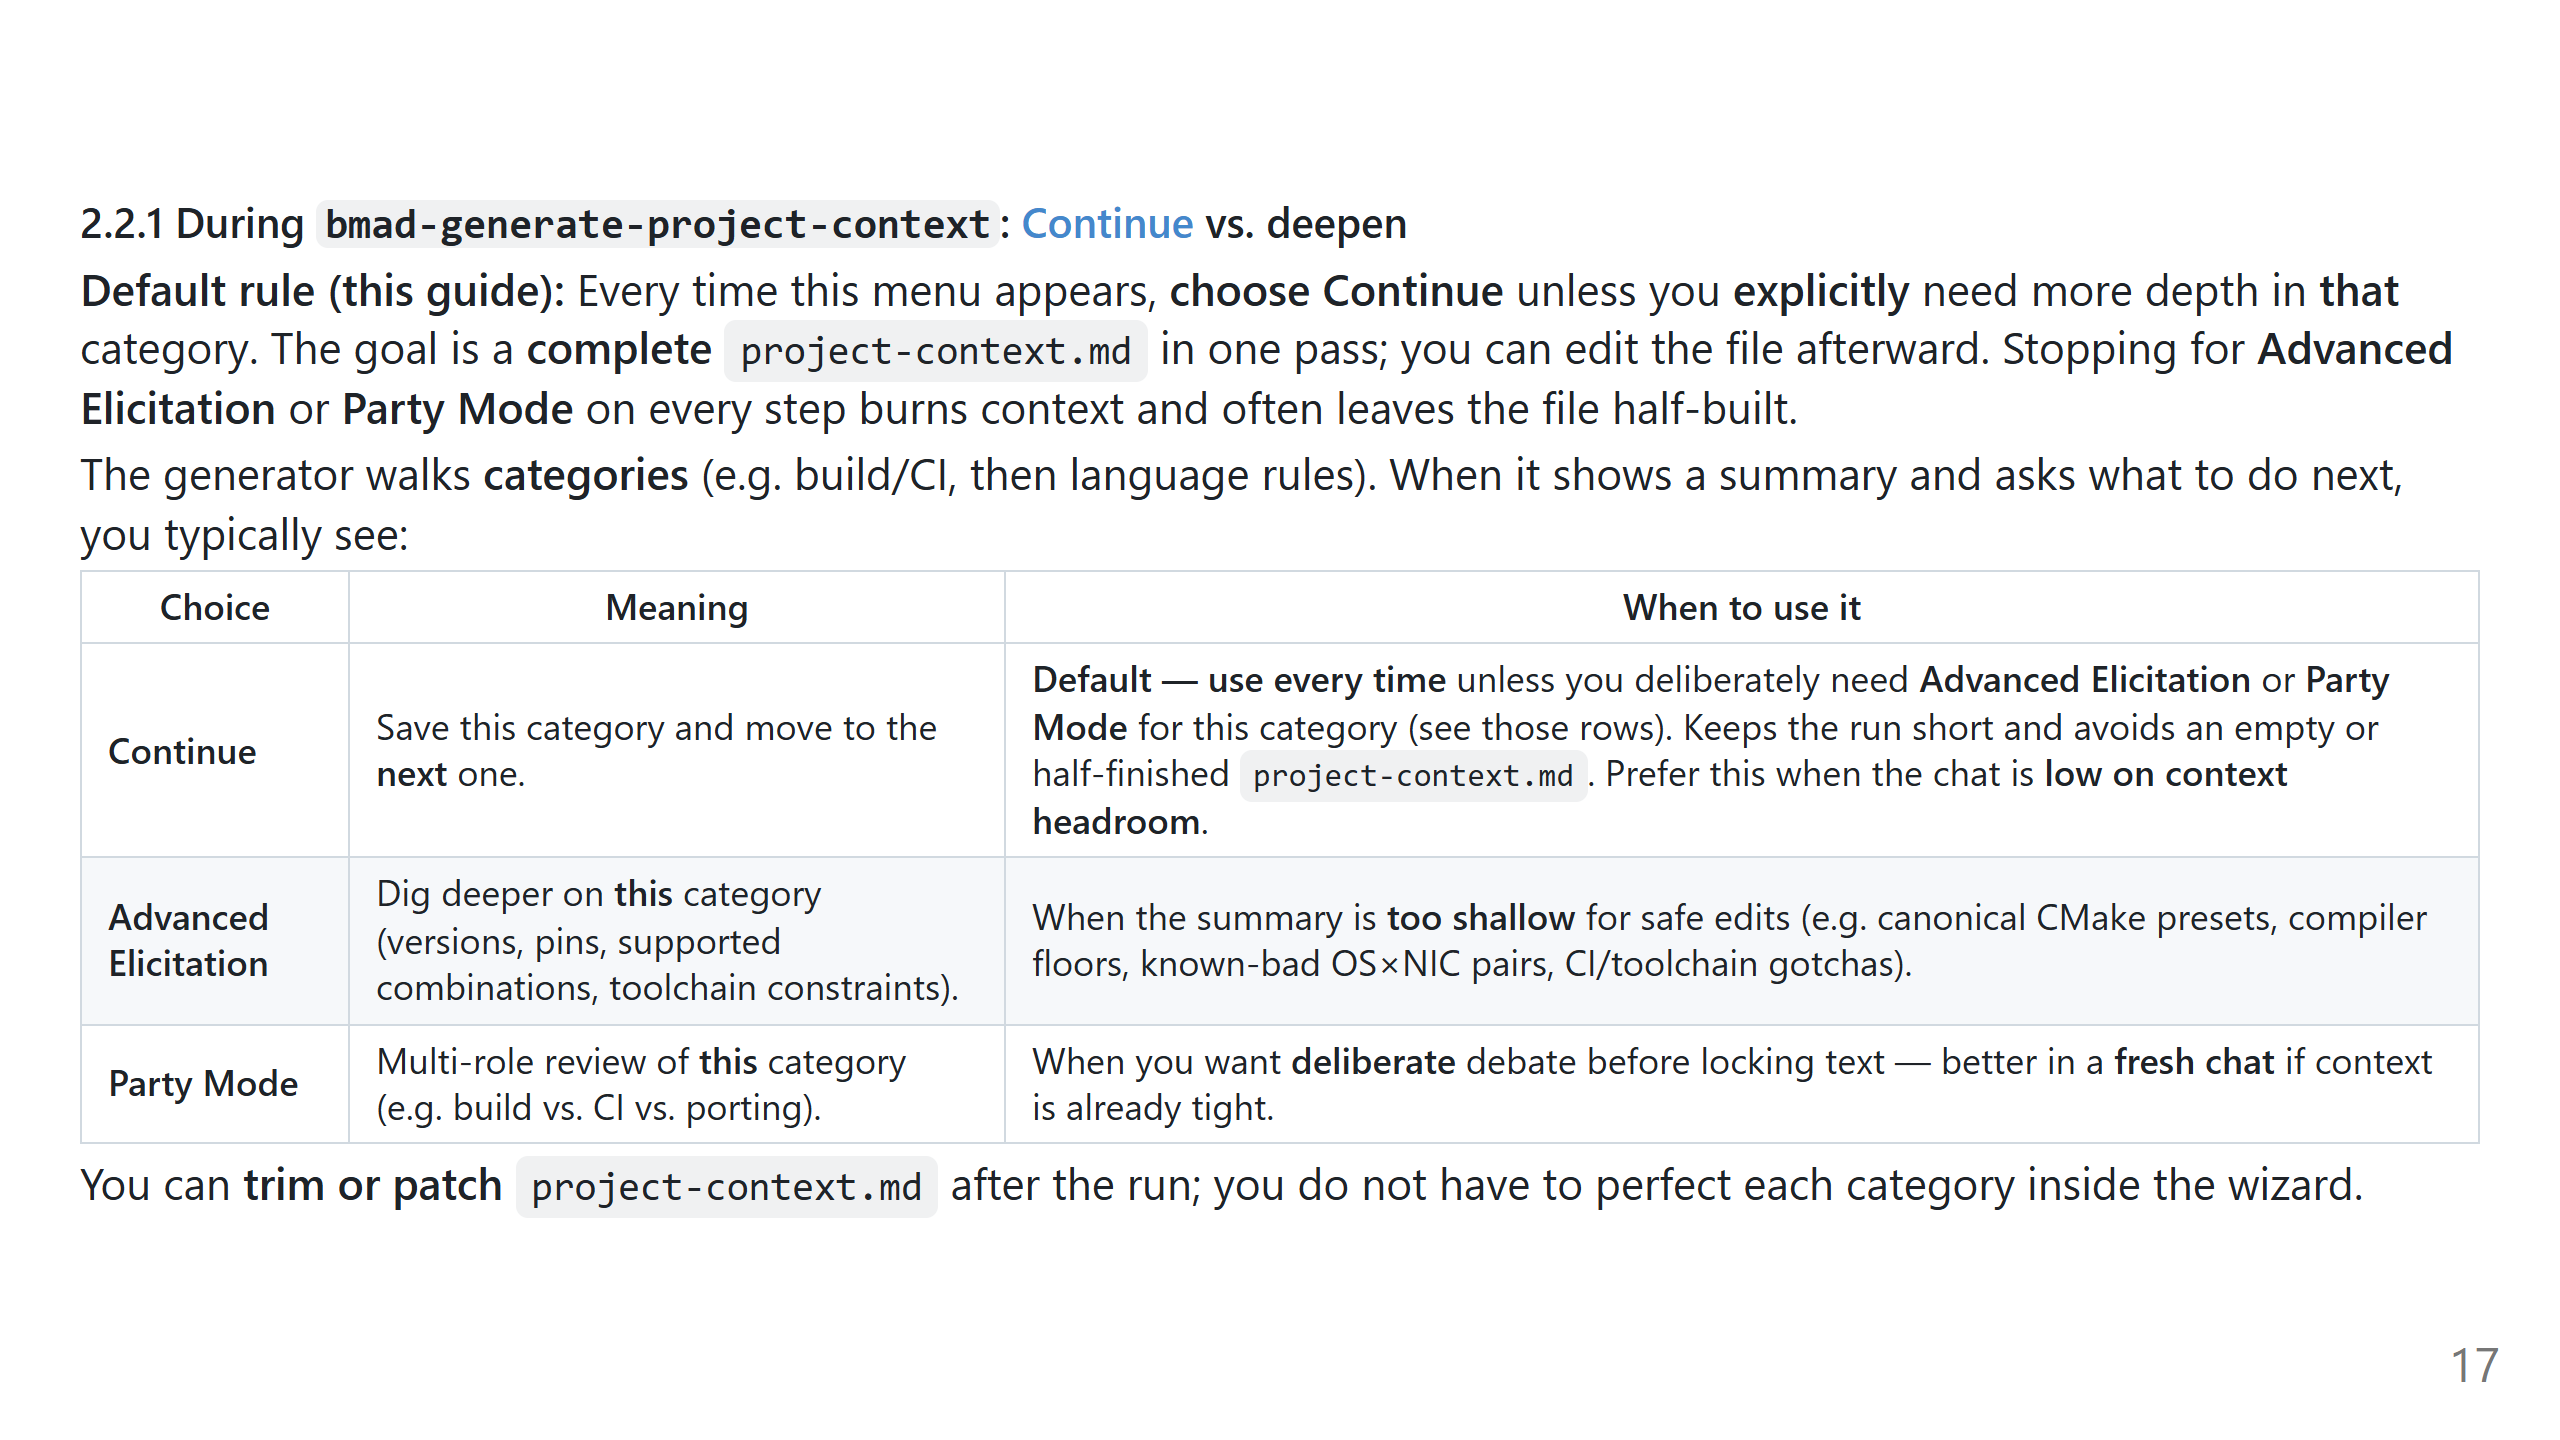 2.2.1 During bmad-generate-project-context: Continue vs. deepen
Default rule (this guide): Every time this menu appears, choose Continue unless you explicitly need more depth in that
category. The goal is a complete project-context.md in one pass; you can edit the file afterward. Stopping for Advanced
Elicitation or Party Mode on every step burns context and often leaves the file half-built.
The generator walks categories (e.g. build/CI, then language rules). When it shows a summary and asks what to do next,
you typically see:
Choice
Meaning
When to use it
Continue
Save this category and move to the
next one.
Default — use every time unless you deliberately need Advanced Elicitation or Party
Mode for this category (see those rows). Keeps the run short and avoids an empty or
half-finished project-context.md. Prefer this when the chat is low on context
headroom.
Advanced
Elicitation
Dig deeper on this category
(versions, pins, supported
combinations, toolchain constraints).
When the summary is too shallow for safe edits (e.g. canonical CMake presets, compiler
floors, known-bad OS×NIC pairs, CI/toolchain gotchas).
Party Mode
Multi-role review of this category
(e.g. build vs. CI vs. porting).
When you want deliberate debate before locking text — better in a fresh chat if context
is already tight.
You can trim or patch project-context.md after the run; you do not have to perfect each category inside the wizard.
17